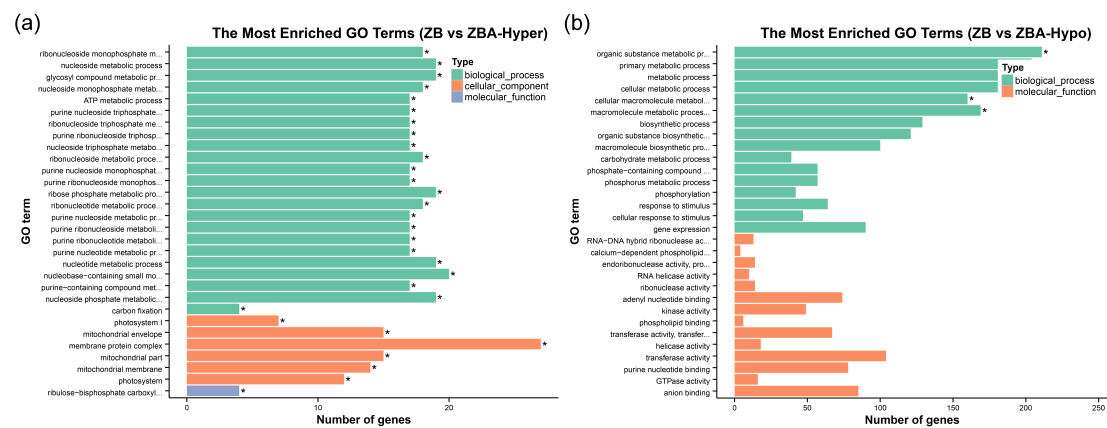 (a)
The Most Enriched GO Terms (ZB vs ZBA-Hyper)
GO term
ribonucleoside monophosphate m...
nucleoside metabolic process
glycosyl compound metabolic pr...
nucleoside monophosphate metab...
ATP metabolic process
purine nucleoside triphosphate...
ribonucleoside triphosphate me...
purine ribonucleoside triphosp...
nucleoside triphosphate metabo...
ribonucleoside metabolic proce...
purine nucleoside monophosphat...
purine ribonucleoside monophos...
ribose phosphate metabolic pro...
ribonucleotide metabolic proce...
purine nucleoside metabolic pr...
purine ribonucleoside metaboli...
purine ribonucleotide metaboli...
purine nucleotide metabolic pr...
nucleotide metabolic process
nucleobase-containing small mo...
purine-containing compound met...
nucleoside phosphate metabolic...
carbon fixation
photosystem I
mitochondrial envelope
membrane protein complex
mitochondrial part
mitochondrial membrane
photosystem
ribulose−bisphosphate carboxyl...
Type
biological_process
cellular_component
molecular_function
0 10 20
Number of genes
(b)
The Most Enriched GO Terms (ZB vs ZBA-Hypo)
GO term
organic substance metabolic pr...
primary metabolic process
metabolic process
cellular metabolic process
cellular macromolecule metabol...
macromolecule metabolic proces...
biosynthetic process
organic substance biosynthetic...
macromolecule biosynthetic pro...
carbohydrate metabolic process
phosphate−containing compound ...
phosphorus metabolic process
phosphorylation
response to stimulus
cellular response to stimulus
gene expression
RNA−DNA hybrid ribonuclease ac...
calcium−dependent phospholipid...
endoribonuclease activity, pro...
RNA helicase activity
ribonuclease activity
adenyl nucleotide binding
kinase activity
phospholipid binding
transferase activity, transfer...
helicase activity
transferase activity
purine nucleotide binding
GTPase activity
anion binding
Type
biological_process
molecular_function
0 50 100 150 200 250
Number of genes